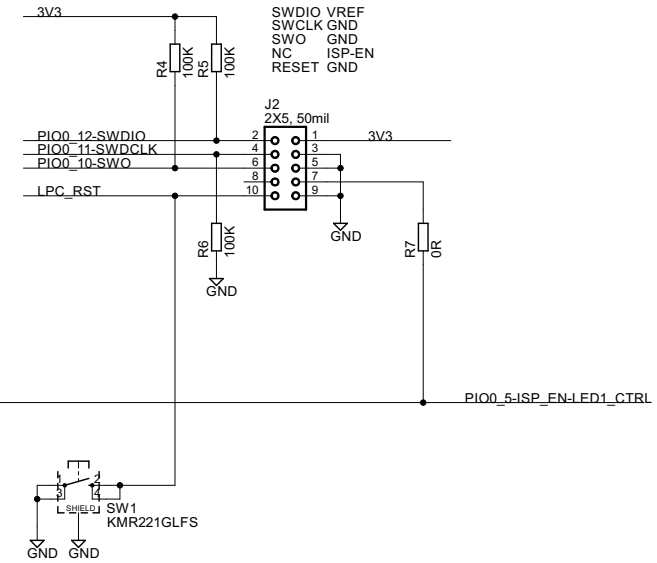 3V3
SWDIO VREF
SWCLK GND
SWO GND
NC ISP-EN
RESET GND
R4
100K
R5
100K
J2
2X5, 50mil
PIO0_12-SWDIO
2
1
3V3
PIO0_11-SWDCLK
4
3
PIO0_10-SWO
6
5
8
7
LPC_RST
10
9
R6
100K
GND
GND
R7
0R
PIO0_5-ISP_EN-LED1_CTRL
1
2
3
4
SHIELD
SW1
KMR221GLFS
GND
GND